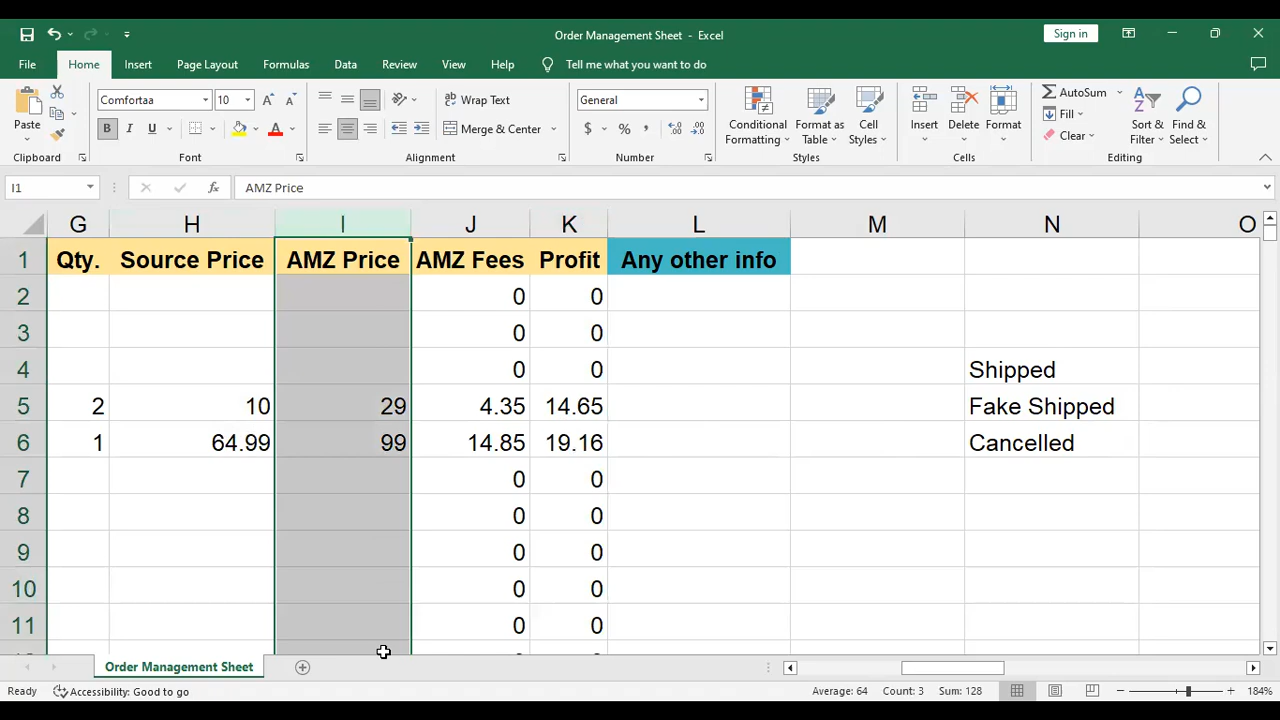 Order Management Sheet - Excel
Sign in
File Home Insert Page Layout Formulas Data Review View Help Tell me what you want to do
Paste
Clipboard
Comfortaa 10
B I U
Font
Wrap Text
Merge & Center
Alignment
General
$ % ,
Number
Conditional Formatting
Format as Table
Cell Styles
Styles
Insert Delete Format
Cells
AutoSum
Fill
Clear
Sort & Filter
Find & Select
Editing
I1 fx AMZ Price
G H I J K L M N O
1 Qty. Source Price AMZ Price AMZ Fees Profit Any other info
2 0 0
3 0 0
4 0 0 Shipped
5 2 10 29 4.35 14.65 Fake Shipped
6 1 64.99 99 14.85 19.16 Cancelled
7 0 0
8 0 0
9 0 0
10 0 0
11 0 0
Order Management Sheet
Ready Accessibility: Good to go Average: 64 Count: 3 Sum: 128 184%